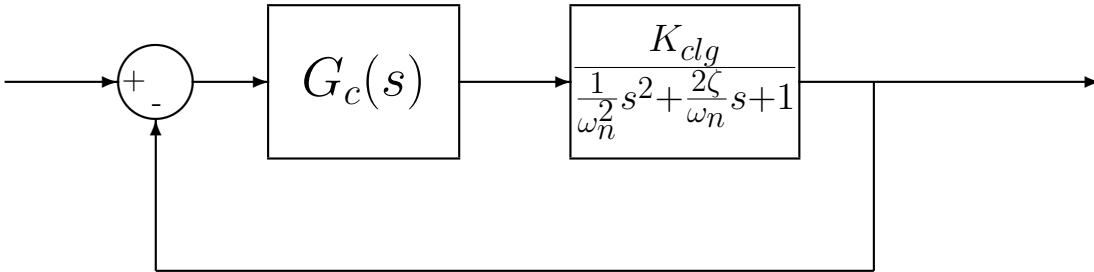 +
-
G_c(s)
K_{clg}
\frac{1}{\omega_n^2}s^2+\frac{2\zeta}{\omega_n}s+1